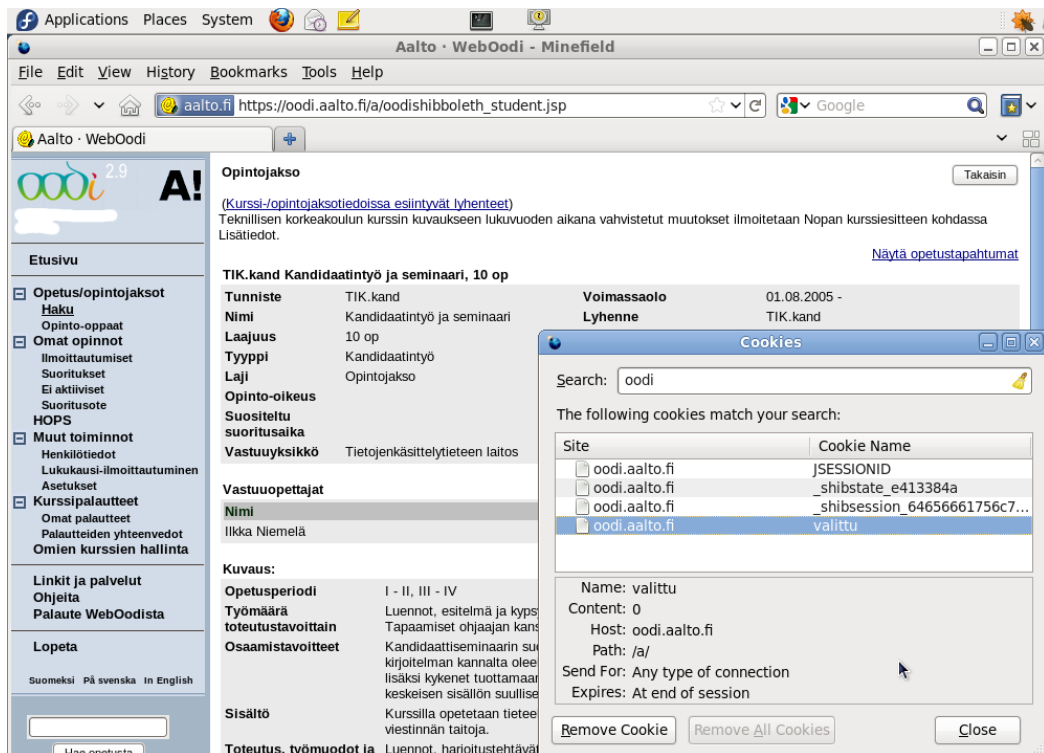 Applications Places System
Aalto · WebOodi - Minefield
File Edit View History Bookmarks Tools Help
aalto.fi https://oodi.aalto.fi/a/oodishibboleth_student.jsp
Google
Aalto · WebOodi
oodi 2.9 A!
Etusivu
Opetus/opintojaksot
Haku
Opinto-oppaat
Omat opinnot
Ilmoittautumiset
Suoritukset
Ei aktiiviset
Suoritusote
HOPS
Muut toiminnot
Henkilötiedot
Lukukausi-ilmoittautuminen
Asetukset
Kurssipalautteet
Omat palautteet
Palautteiden yhteenvedot
Omien kurssien hallinta
Linkit ja palvelut
Ohjeita
Palaute WebOodista
Lopeta
Suomeksi På svenska In English
Opintojakso
Takaisin
(Kurssi-/opintojaksotiedoissa esiintyvät lyhenteet)
Teknillisen korkeakoulun kurssin kuvaukseen lukuvuoden aikana vahvistetut muutokset ilmoitetaan Nopan kurssiesitteen kohdassa
Lisätiedot.
Näytä opetustapahtumat
TIK.kand Kandidaatintyö ja seminaari, 10 op
Tunniste TIK.kand Voimassaolo 01.08.2005 -
Nimi Kandidaatintyö ja seminaari Lyhenne TIK.kand
Laajuus 10 op
Tyyppi Kandidaatintyö
Laji Opintojakso
Opinto-oikeus
Suositeltu
suoritusaika
Vastuuyksikkö Tietojenkäsittelytieteen laitos
Vastuuopettajat
Nimi
Ilkka Niemelä
Kuvaus:
Opetusperiodi I - II, III - IV
Työmäärä Luennot, esitelmä ja kyps
toteutustavoittain Tapaamiset ohjaajan kans
Osaamistavoitteet Kandidaattiseminaarin su
kirjoitelman kannalta olee
lisäksi kykenet tuottamaan
keskeisen sisällön suullise
Sisältö Kurssilla opetetaan tietee
viestinnän taitoja.
Toteutus, työmuodot ja Luennot, harjoitustehtävät
Cookies
Search: oodi
The following cookies match your search:
Site Cookie Name
oodi.aalto.fi JSESSIONID
oodi.aalto.fi _shibstate_e413384a
oodi.aalto.fi _shibsession_64656661756c7...
oodi.aalto.fi valittu
Name: valittu
Content: 0
Host: oodi.aalto.fi
Path: /a/
Send For: Any type of connection
Expires: At end of session
Remove Cookie Remove All Cookies Close